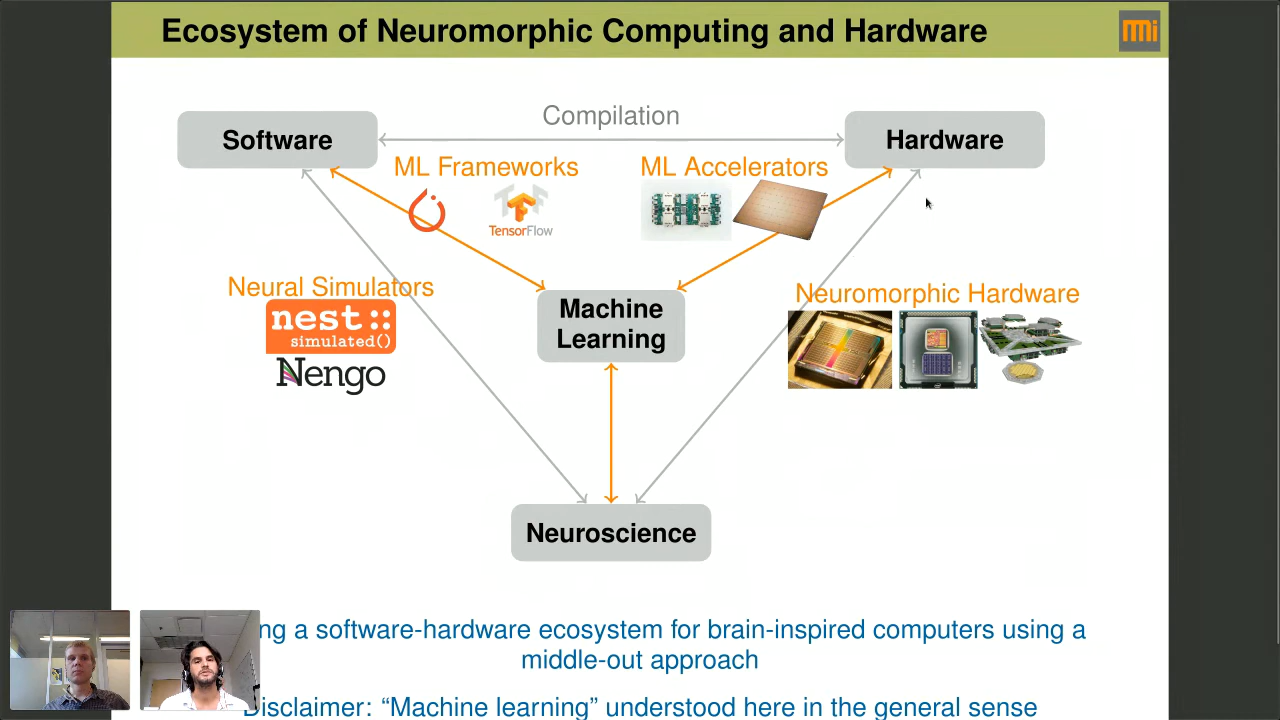 Ecosystem of Neuromorphic Computing and Hardware
Compilation
Software
Hardware
ML Frameworks
ML Accelerators
TensorFlow
Neural Simulators
nest::
simulated()
Nengo
Machine
Learning
Neuromorphic Hardware
Neuroscience
ng a software-hardware ecosystem for brain-inspired computers using a
middle-out approach
Disclaimer: “Machine learning” understood here in the general sense